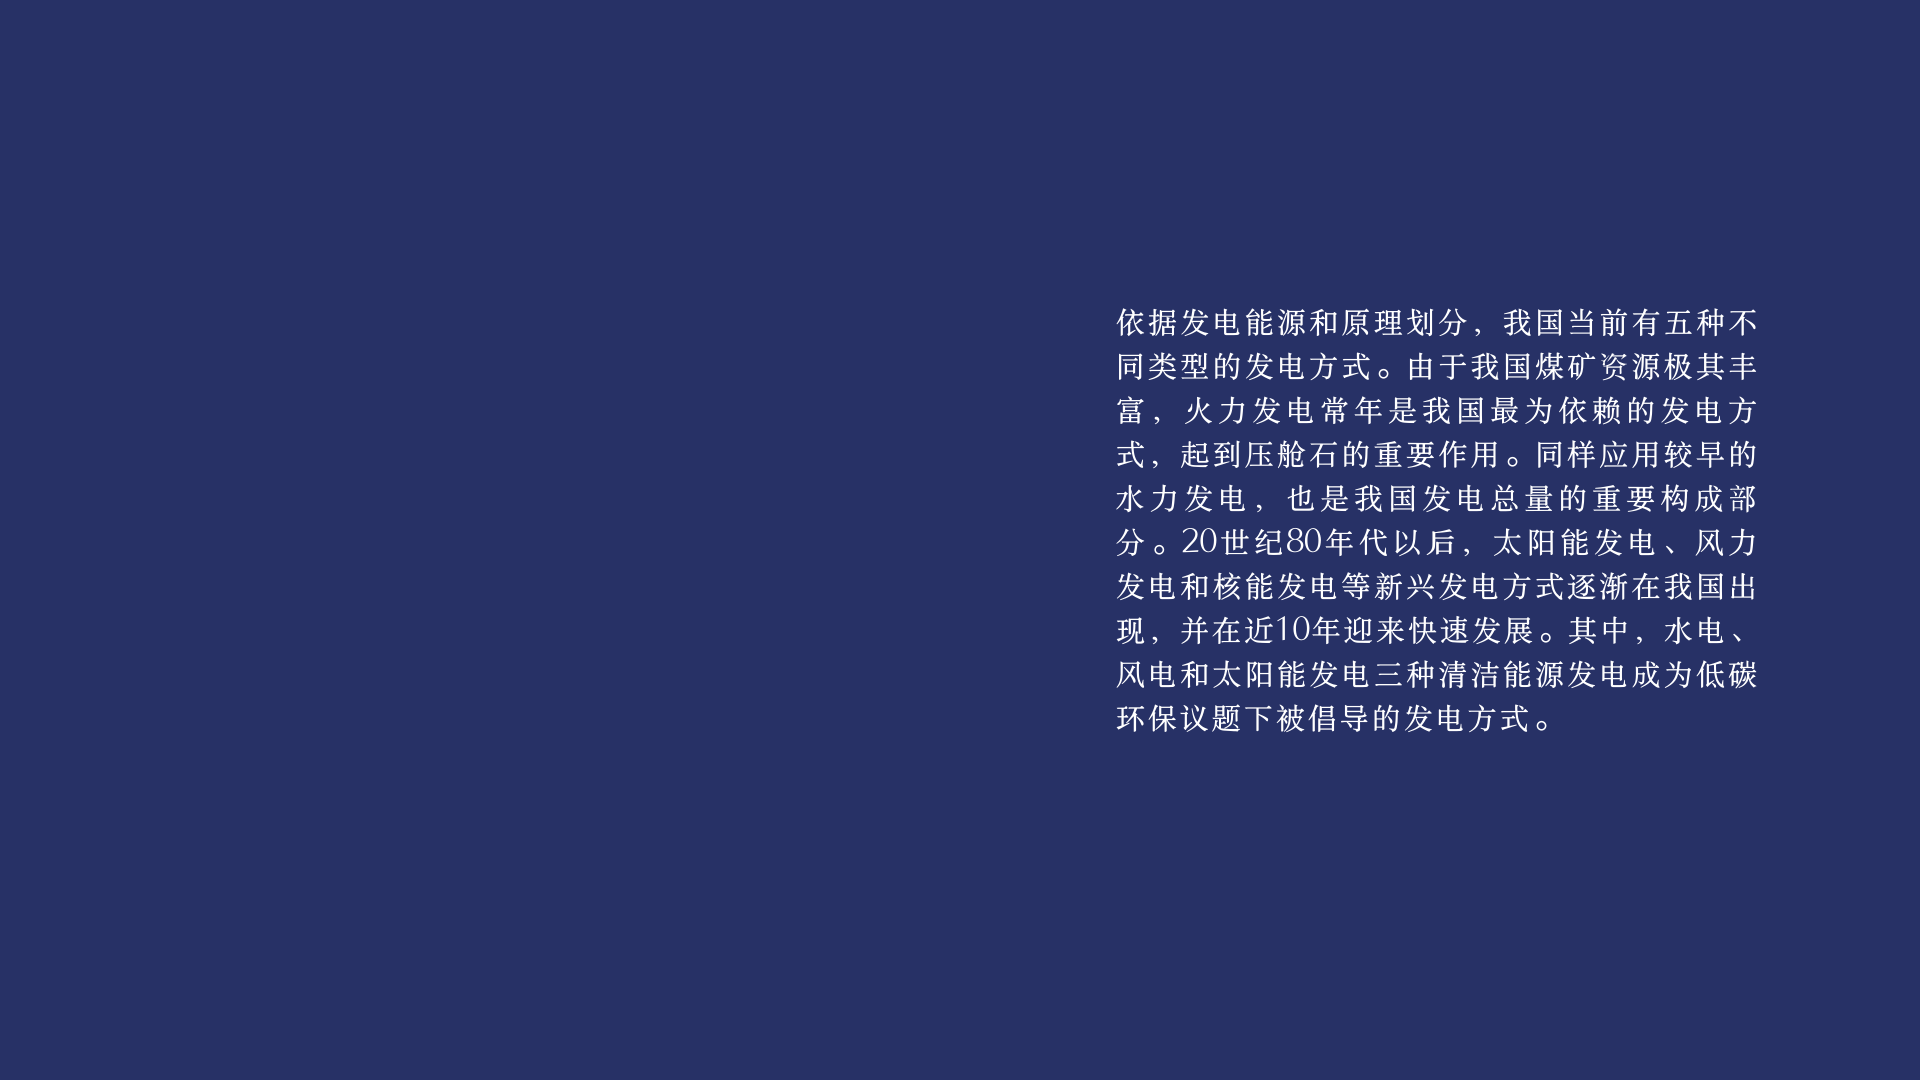 依据发电能源和原理划分，我国当前有五种不
同类型的发电方式。由于我国煤矿资源极其丰
富，火力发电常年是我国最为依赖的发电方
式，起到压舱石的重要作用。同样应用较早的
水力发电，也是我国发电总量的重要构成部
分。20世纪80年代以后，太阳能发电、风力
发电和核能发电等新兴发电方式逐渐在我国出
现，并在近10年迎来快速发展。其中，水电、
风电和太阳能发电三种清洁能源发电成为低碳
环保议题下被倡导的发电方式。